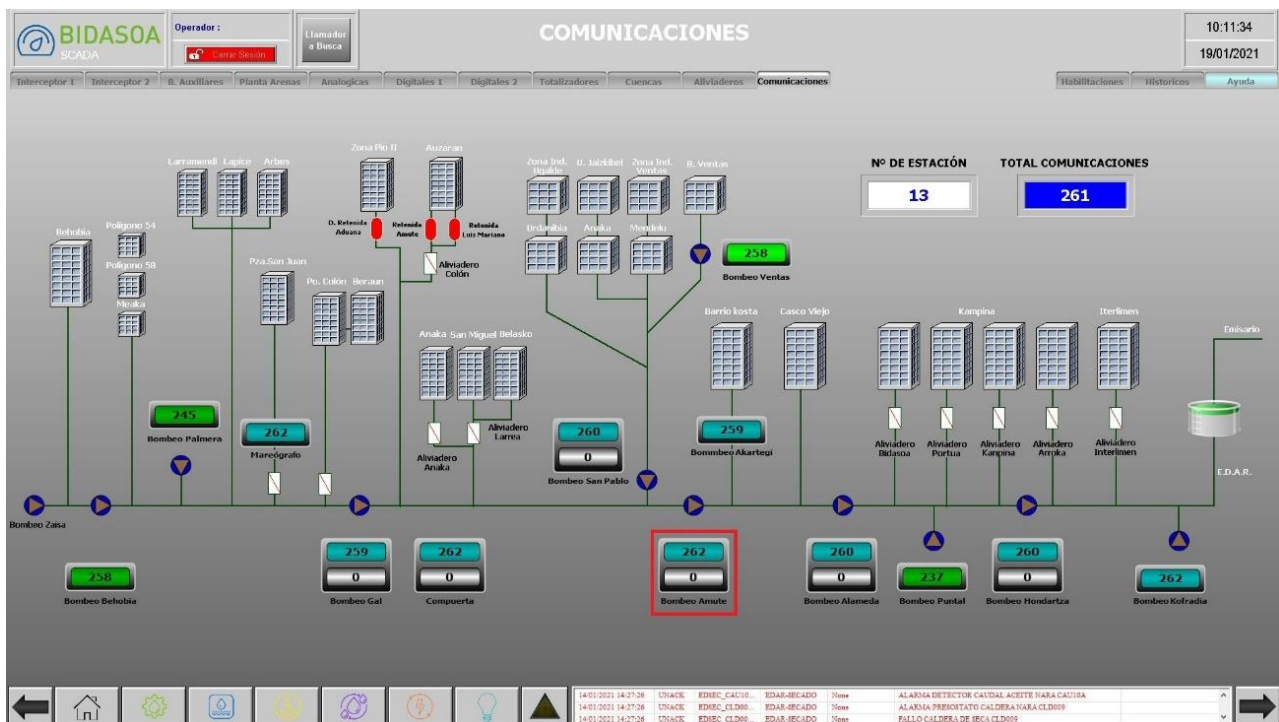 BIDASOA
SCADA
Operador :
Cerrar Sesión
Llamador
a Busca
COMUNICACIONES
10:11:34
19/01/2021
Interceptor 1 Interceptor 2 B. Auxiliares Planta Arenas Analogicas Digitales 1 Digitales 2 Totalizadores Cuencas Aliviaderos Comunicaciones Habilitaciones Historicos Ayuda
Nº DE ESTACIÓN
13
TOTAL COMUNICACIONES
261
Larramendi Lapice Arbes
Zona Pio II
Auzaran
Zona Ind.
Ugalde
U. Jaizkibel
Zona Ind.
Ventas
B. Ventas
Behobia
Poligono 54
Poligono 58
Meaka
Pza.San Juan
Po. Colón Beraun
D. Retenida
Aduana
Retenida
Amute
Retenida
Luis Mariano
Aliviadero
Colón
Urdanibia Anaka Mendelu
258
Bombeo Ventas
Anaka San Miguel Belasko
Barrio kosta
Casco Viejo
Kampina
Iterlimen
Emisario
245
Bombeo Palmera
262
Mareógrafo
Aliviadero
Anaka
Aliviadero
Larrea
260
0
Bombeo San Pablo
259
Bommbeo Akartegi
Aliviadero
Bidasoa
Aliviadero
Portua
Aliviadero
Kanpina
Aliviadero
Arroka
Aliviadero
Interlimen
E.D.A.R.
Bombeo Zaisa
258
Bombeo Behobia
259
0
Bombeo Gal
262
0
Compuerta
262
0
Bombeo Amute
260
0
Bombeo Alameda
237
Bombeo Puntal
260
0
Bombeo Hondartza
262
Bombeo Kofradia
14/01/2021 14:27:26 UNACK EDSEC_CAU10... EDAR-SECADO None ALARMA DETECTOR CAUDAL ACEITE NARA CAU10A
14/01/2021 14:27:26 UNACK EDSEC_CLD00... EDAR-SECADO None ALARMA PRESOSTATO CALDERA NARA CLD009
14/01/2021 14:27:26 UNACK EDSEC_CLD00... EDAR-SECADO None FALLO CALDERA DE SECA CLD009